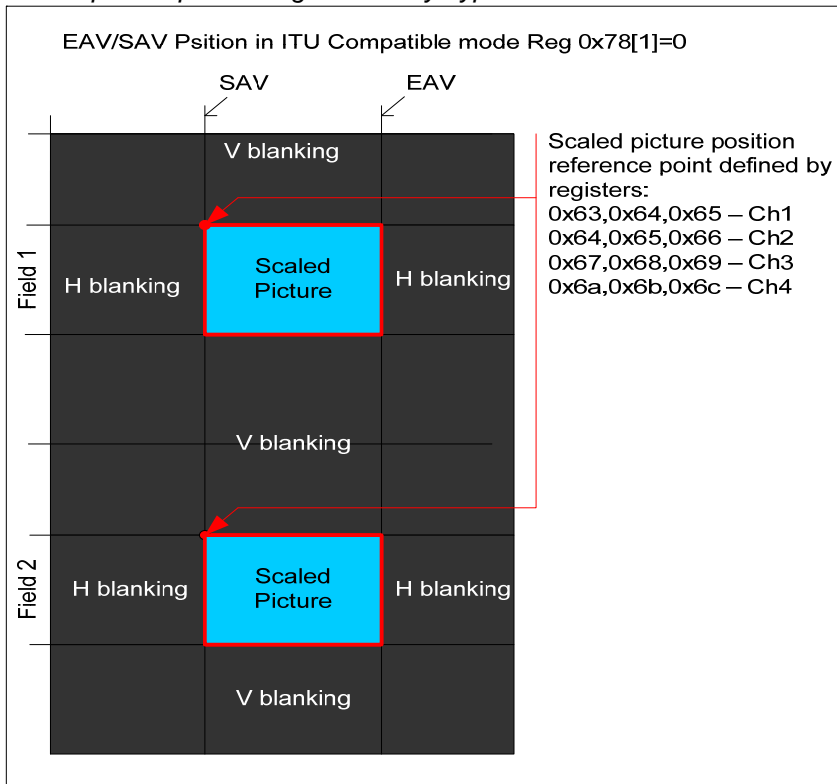 EAV/SAV Psition in ITU Compatible mode Reg 0x78[1]=0
SAV
EAV
V blanking
Scaled picture position
reference point defined by
registers:
0x63,0x64,0x65 – Ch1
0x64,0x65,0x66 – Ch2
0x67,0x68,0x69 – Ch3
0x6a,0x6b,0x6c – Ch4
Field 1
H blanking
Scaled
Picture
H blanking
V blanking
Field 2
H blanking
Scaled
Picture
H blanking
V blanking